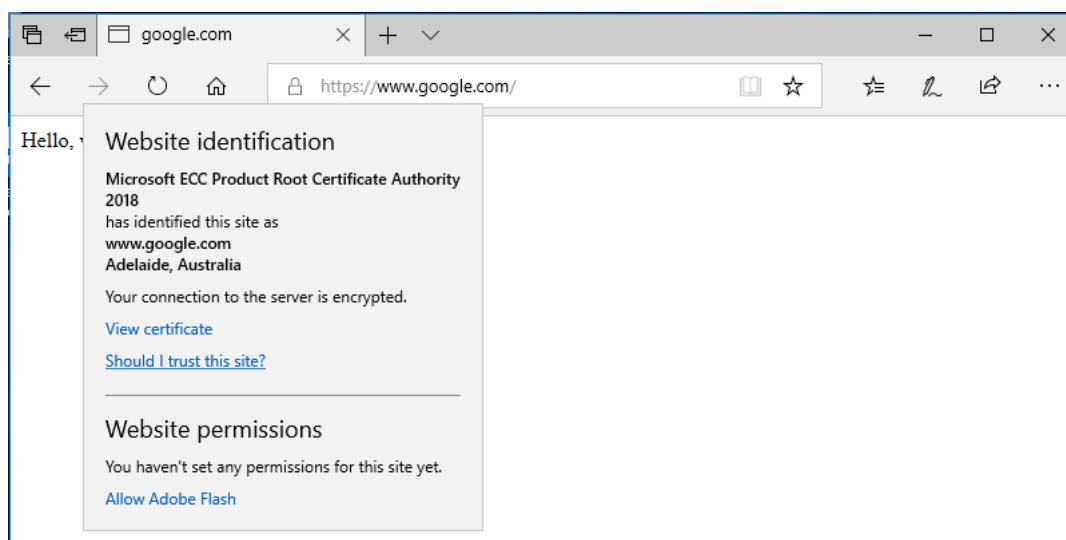 google.com
https://www.google.com/
Hello,
Website identification
Microsoft ECC Product Root Certificate Authority
2018
has identified this site as
www.google.com
Adelaide, Australia
Your connection to the server is encrypted.
View certificate
Should I trust this site?
Website permissions
You haven't set any permissions for this site yet.
Allow Adobe Flash